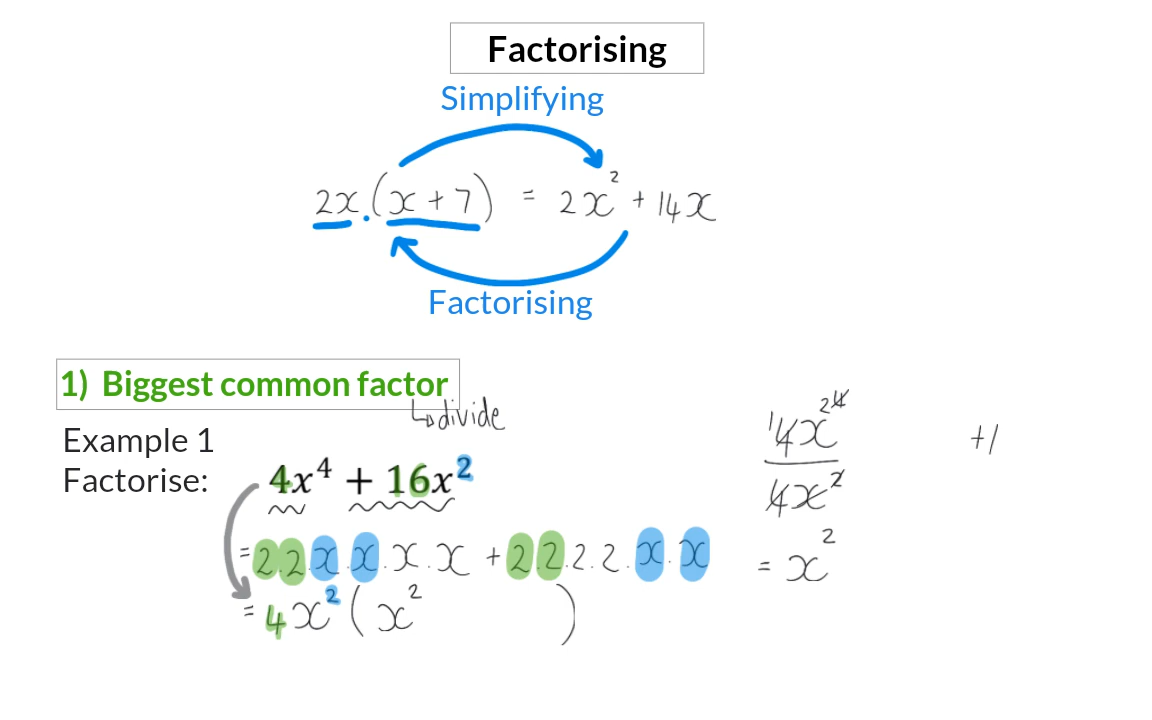 Factorising
Simplifying
2x.(x + 7) = 2x² + 14x
Factorising
1) Biggest common factor
↳ divide
Example 1
Factorise: 4x⁴ + 16x²
= 2.2.x.x.x.x + 2.2.2.2.x.x
= 4x²(x² )
14x²⁴
4x²
= x²
+1